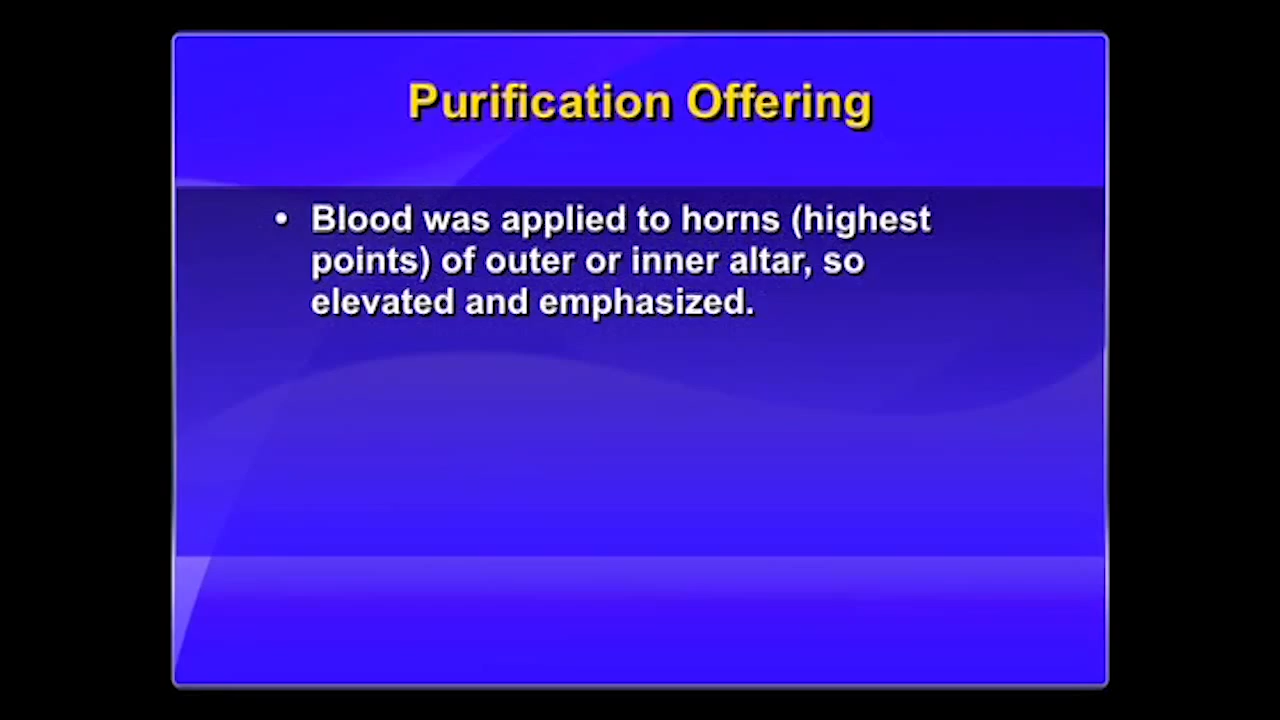 Purification Offering
• Blood was applied to horns (highest
points) of outer or inner altar, so
elevated and emphasized.